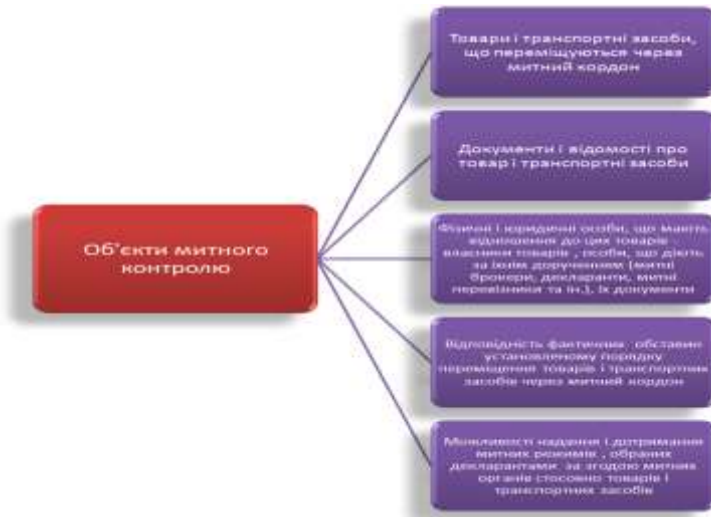 Товари і транспортні засоби,
що переміщуються через
митний кордон
Документи і відомості про
товар і транспортні засоби
Об'єкти митного
контролю
Фізичні і юридичні особи, що мають
відношення до цих товарів -
власники товарів , особи, що діють
за їхнім дорученням (митні
брокери, декларанти, митні
перевізники та ін.), їх документи
Відповідність фактичних обставин
установленому порядку
переміщення товарів і транспортних
засобів через митний кордон
Можливості надання і дотримання
митних режимів , обраних
декларантами за згодою митних
органів стосовно товарів і
транспортних засобів